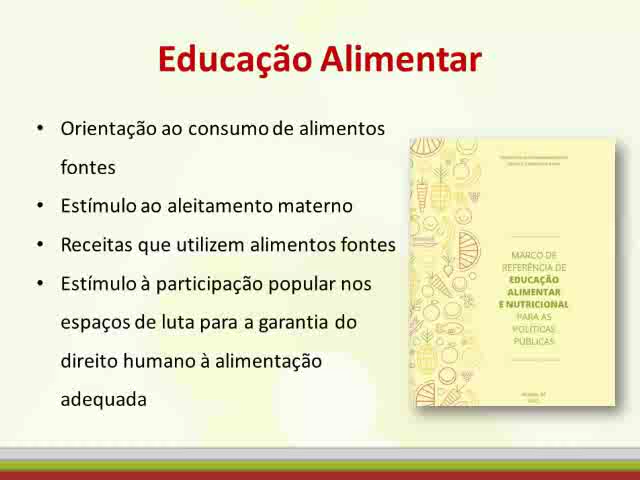 Educação Alimentar
• Orientação ao consumo de alimentos
fontes
• Estímulo ao aleitamento materno
• Receitas que utilizem alimentos fontes
• Estímulo à participação popular nos
espaços de luta para a garantia do
direito humano à alimentação
adequada
MARCO DE
REFERÊNCIA DE
EDUCAÇÃO
ALIMENTAR
E NUTRICIONAL
PARA AS
POLÍTICAS
PÚBLICAS